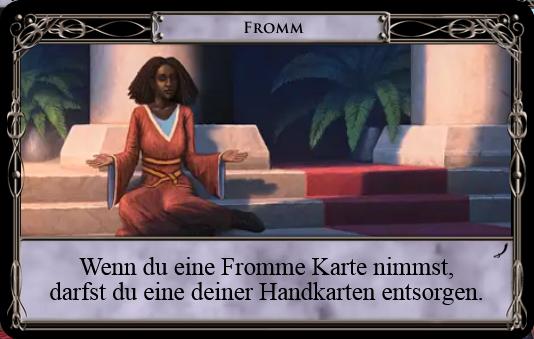 Fromm
Wenn du eine Fromme Karte nimmst,
darfst du eine deiner Handkarten entsorgen.